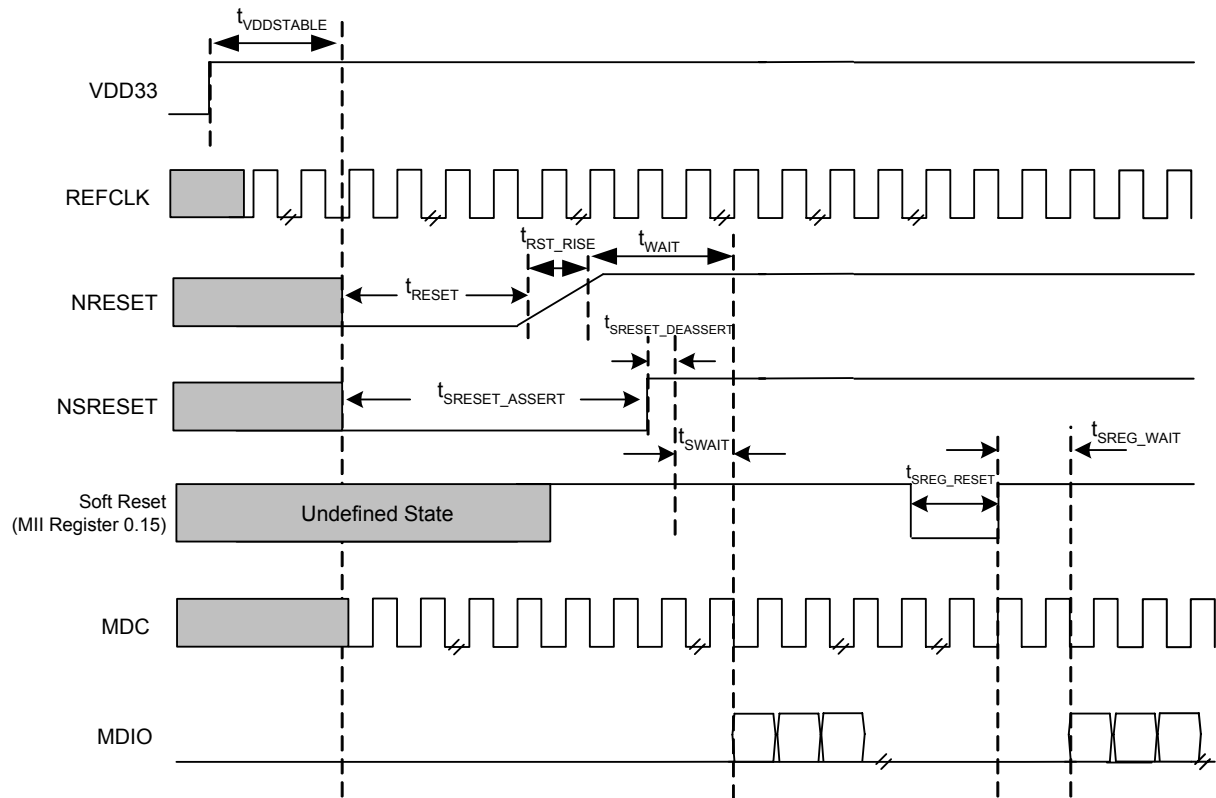 tVDDSTABLE
VDD33
REFCLK
tRST_RISE
tWAIT
NRESET
tRESET
tSRESET_DEASSERT
NSRESET
tSRESET_ASSERT
tSWAIT
tSREG_WAIT
tSREG_RESET
Soft Reset
(MII Register 0.15)
Undefined State
MDC
MDIO